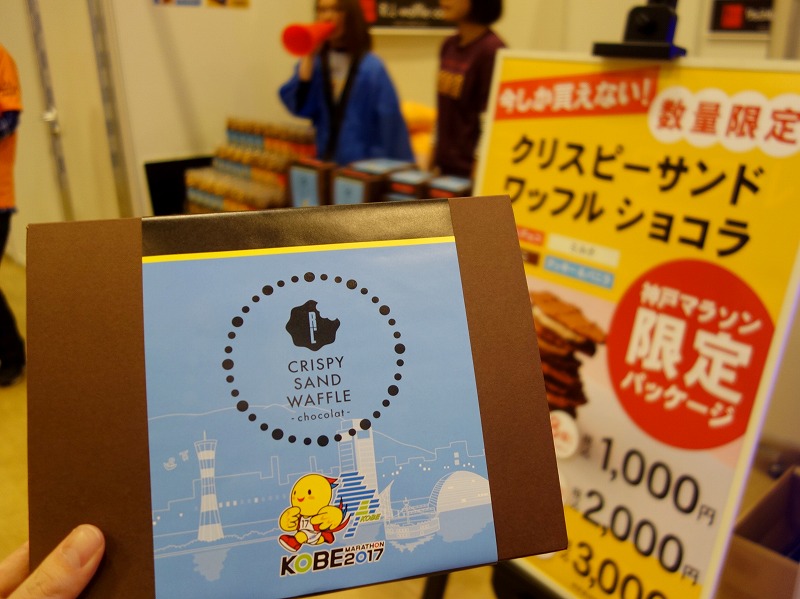 今しか買えない!
数量限定
クリスピーサンド
ワッフル ショコラ
神戸マラソン
限定
パッケージ
1,000円
2,000円
3,000
R.L
CRISPY
SAND
WAFFLE
- chocolat -
KOBE
KOBE MARATHON 2017